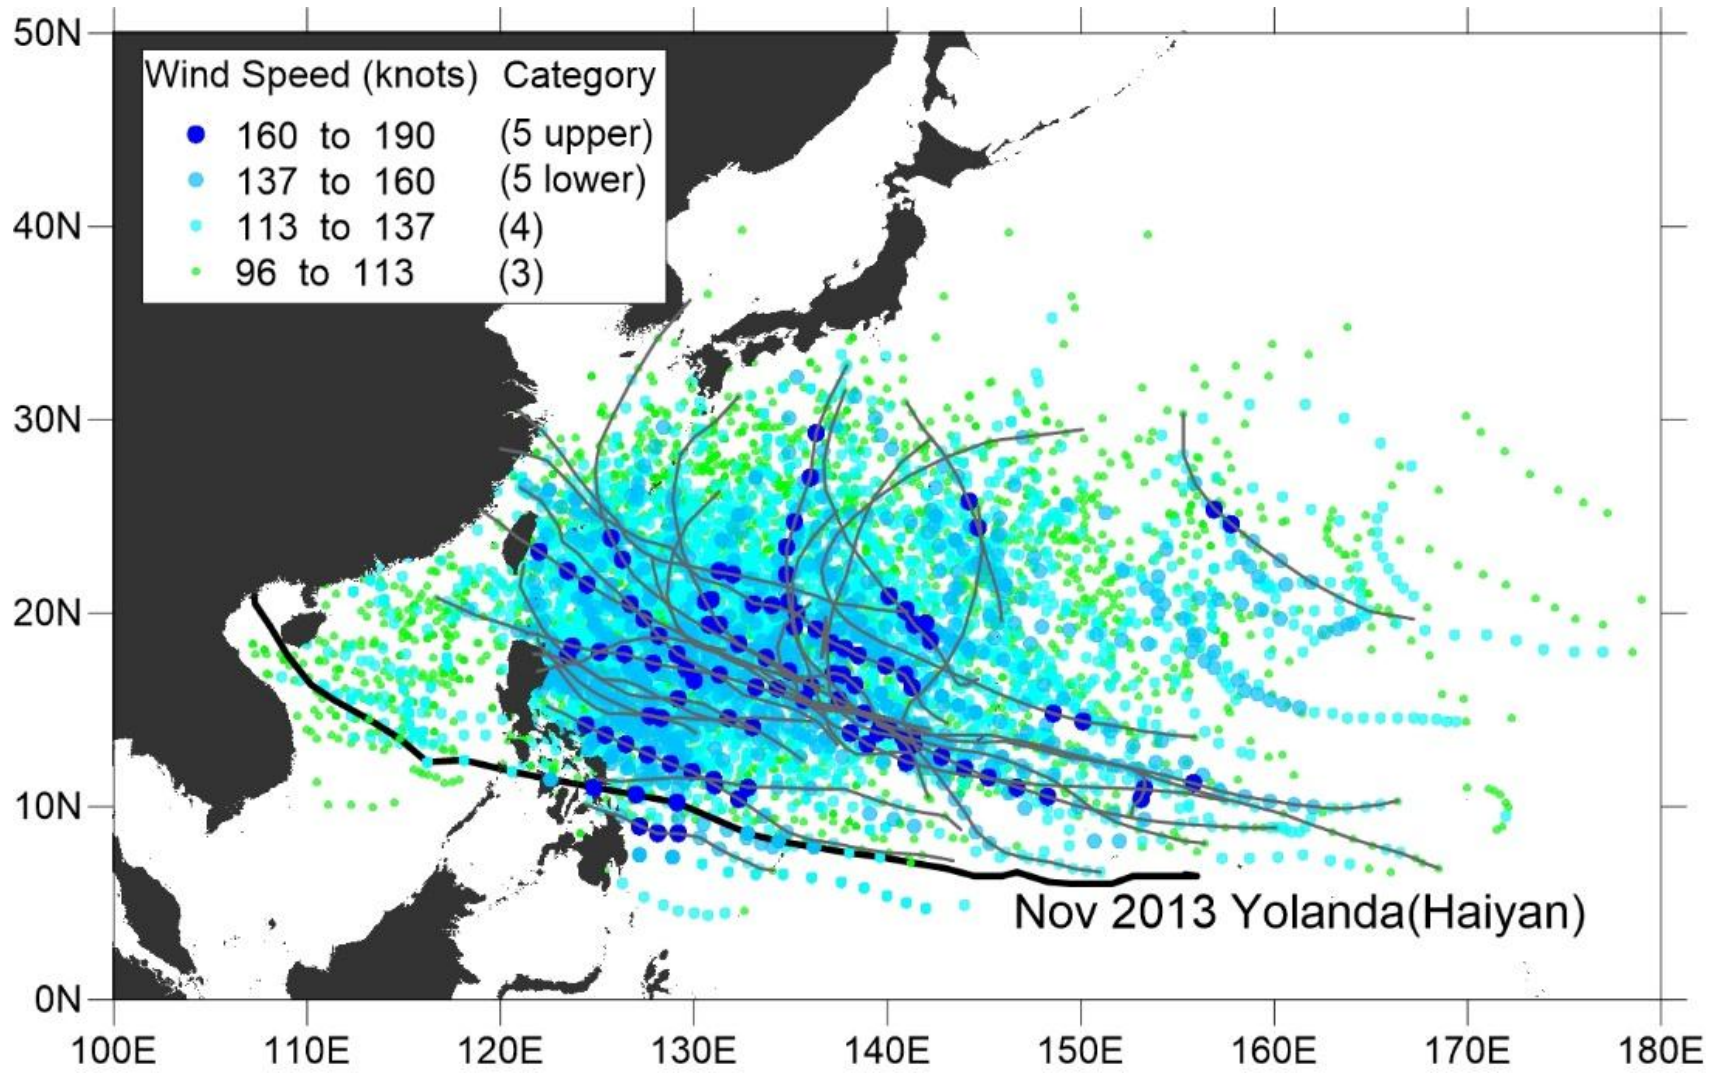 50N
40N
30N
20N
10N
0N
Wind Speed (knots) Category
160 to 190 (5 upper)
137 to 160 (5 lower)
113 to 137 (4)
96 to 113 (3)
Nov 2013 Yolanda(Haiyan)
100E 110E 120E 130E 140E 150E 160E 170E 180E